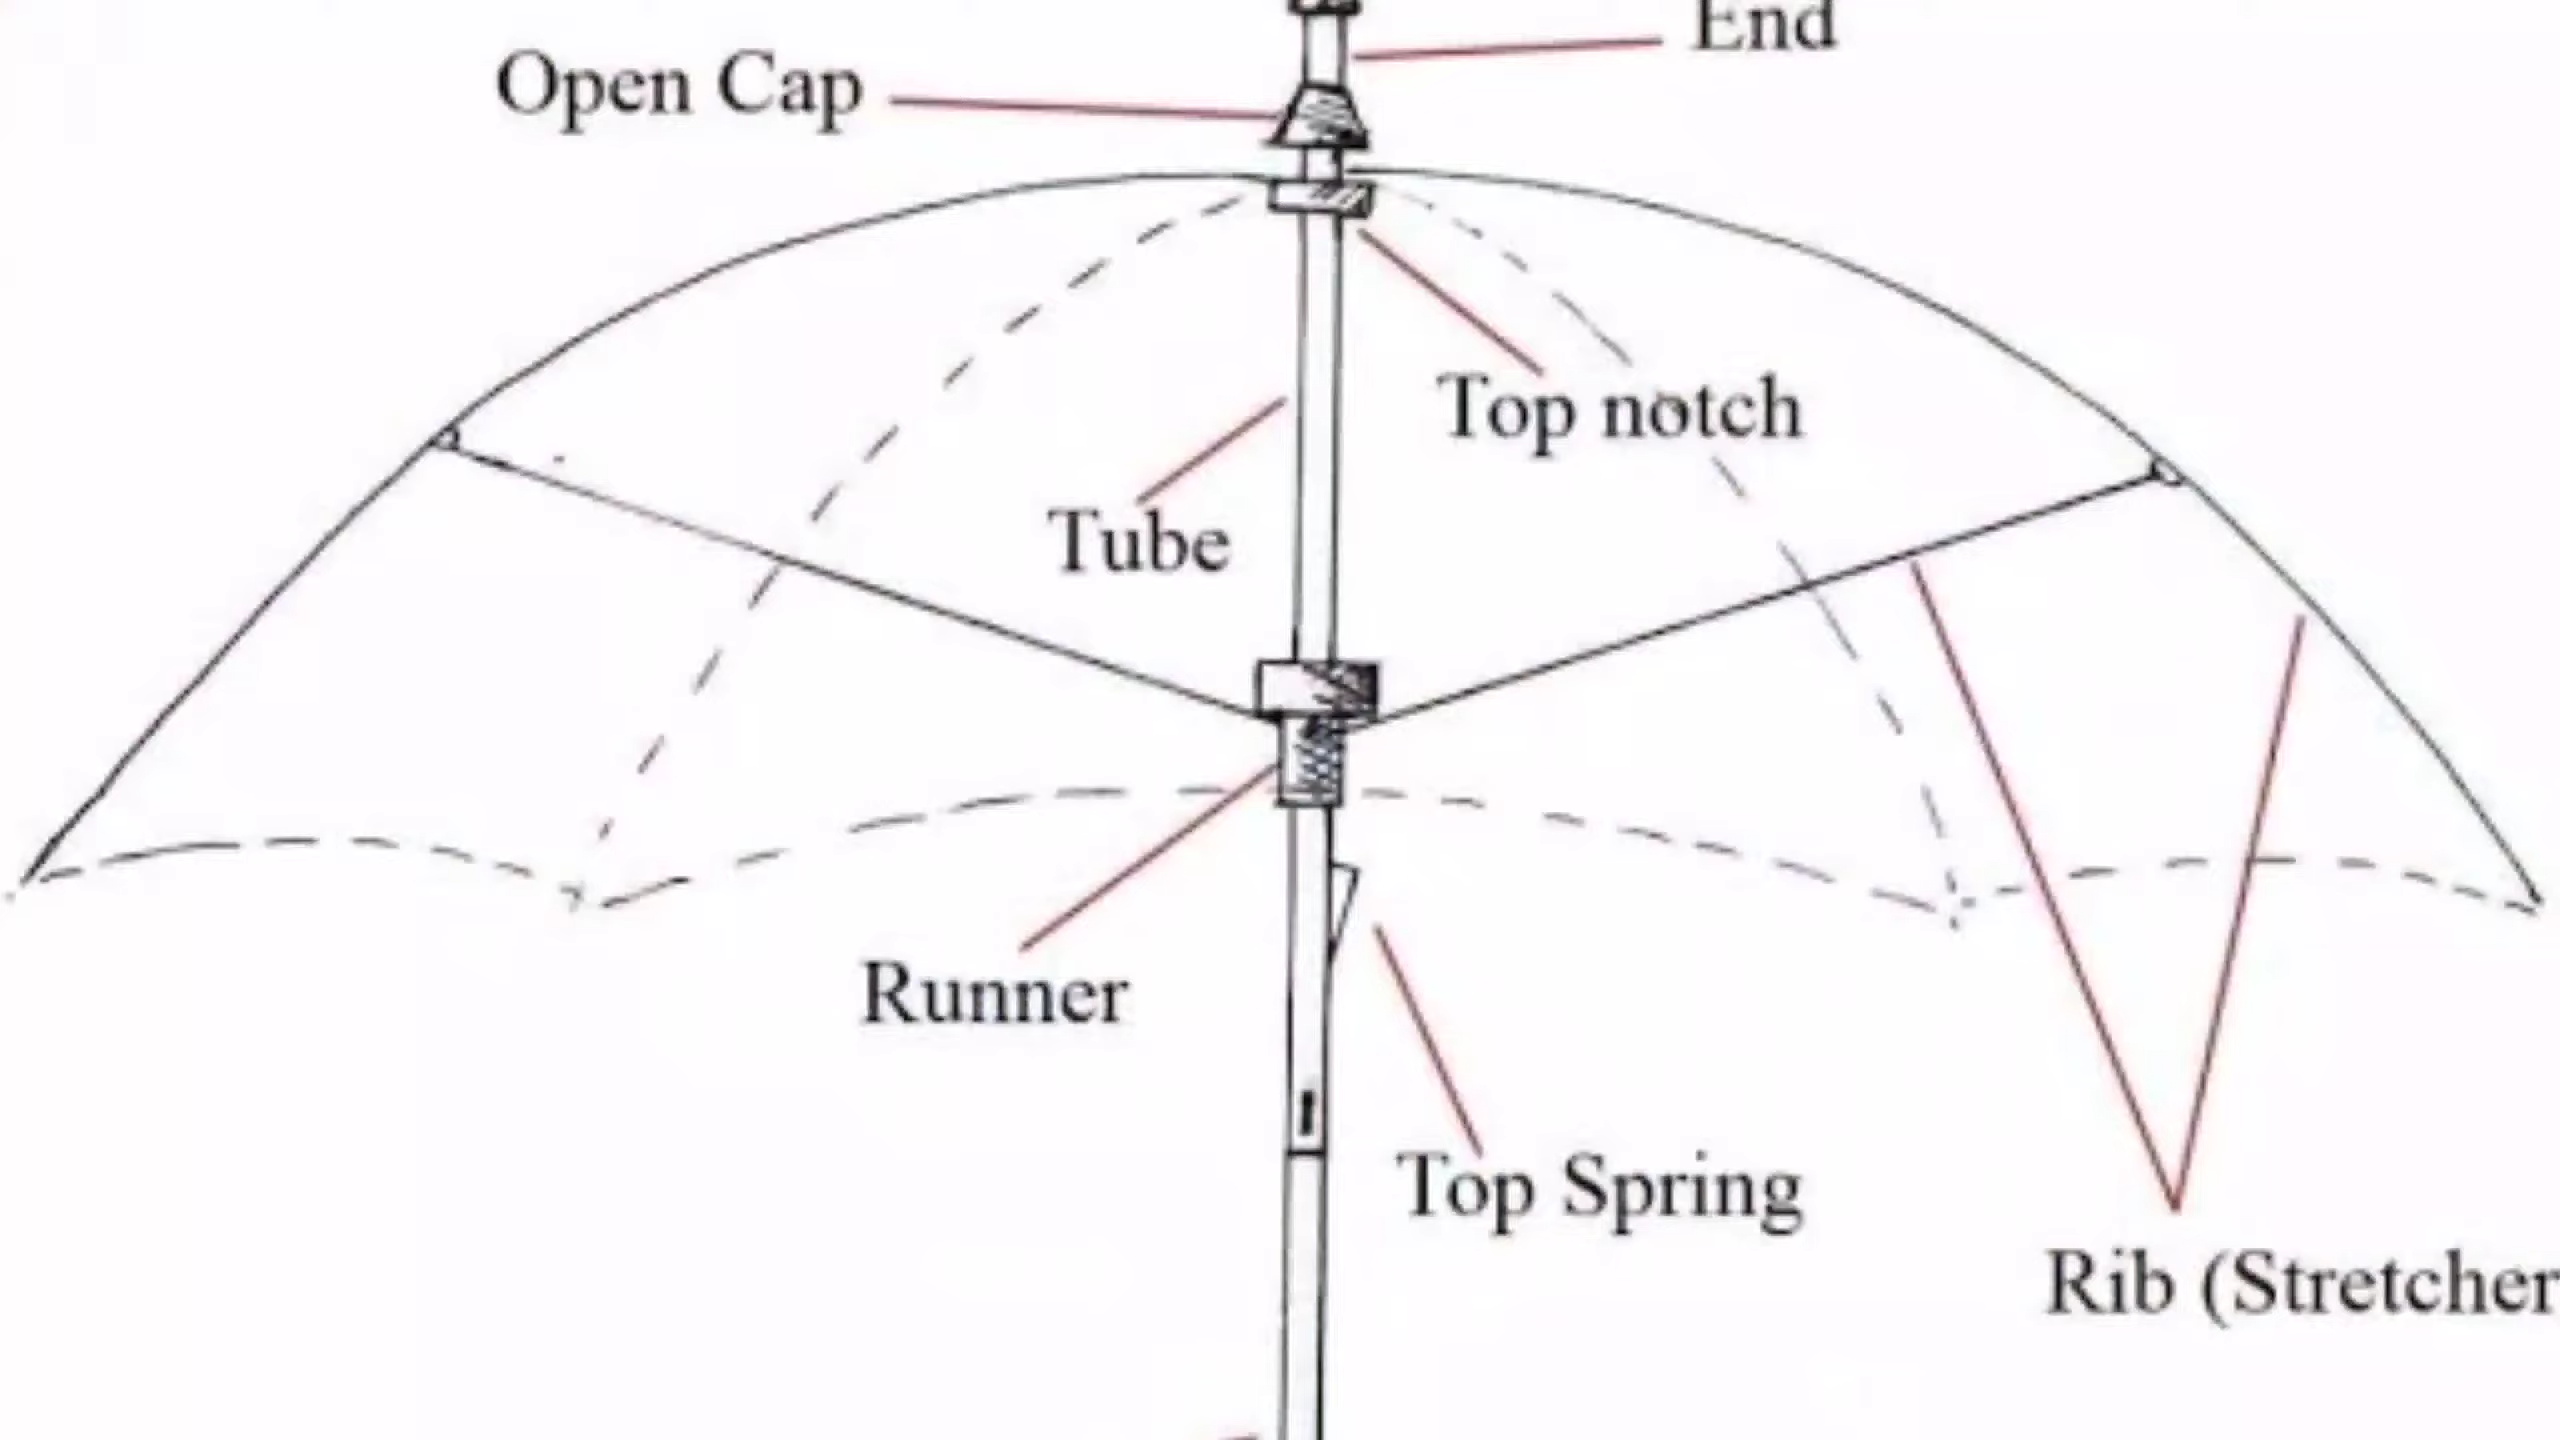 End
Open Cap
Top notch
Tube
Runner
Top Spring
Rib (Stretcher